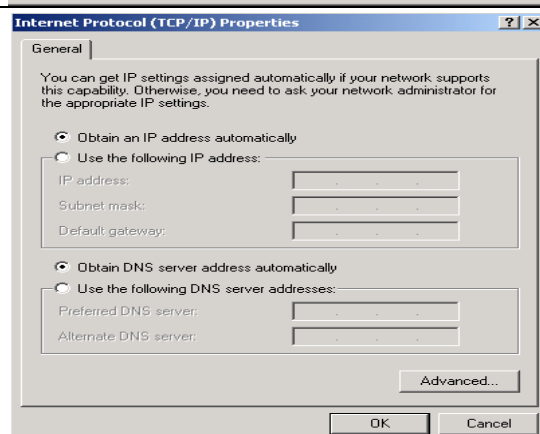 Internet Protocol (TCP/IP) Properties
General
You can get IP settings assigned automatically if your network supports
this capability. Otherwise, you need to ask your network administrator for
the appropriate IP settings.
Obtain an IP address automatically
Use the following IP address:
IP address:
Subnet mask:
Default gateway:
Obtain DNS server address automatically
Use the following DNS server addresses:
Preferred DNS server:
Alternate DNS server:
Advanced...
OK Cancel